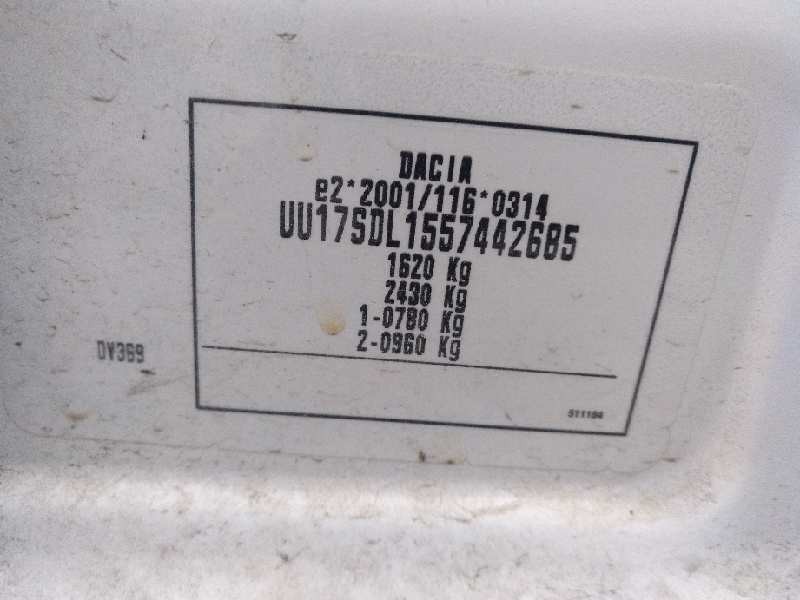 DACIA
e2*2001/116*0314
UU17SDL1557442685
1620 Kg
2430 Kg
1-0780 Kg
2-0960 Kg
DV369